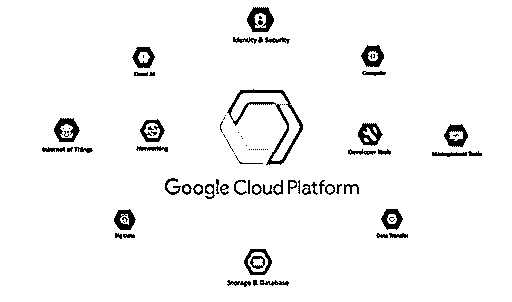 Identity & Security
Cloud AI
Compute
Internet of Things
Networking
Developer Tools
Management Tools
Google Cloud Platform
Big Data
Data Transfer
Storage & Database